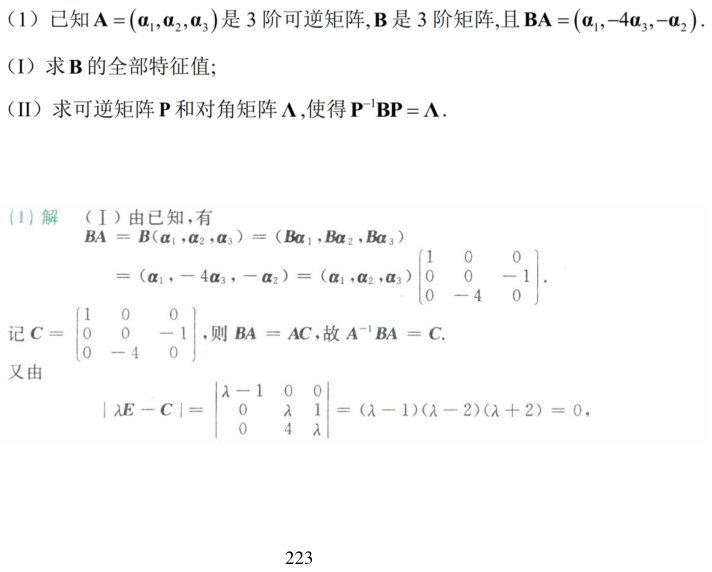 （1）已知 A = (α₁,α₂,α₃) 是 3 阶可逆矩阵, B 是 3 阶矩阵,且 BA = (α₁,−4α₃,−α₂).
（I）求 B 的全部特征值;
（II）求可逆矩阵 P 和对角矩阵 Λ ,使得 P⁻¹BP = Λ .
(1) 解 （Ⅰ）由已知,有
BA = B(α₁,α₂,α₃) = (Bα₁,Bα₂,Bα₃)
= (α₁,−4α₃,−α₂) = (α₁,α₂,α₃) [1 0 0; 0 0 −1; 0 −4 0].
记 C = [1 0 0; 0 0 −1; 0 −4 0], 则 BA = AC, 故 A⁻¹BA = C.
又由
|λE − C| = |λ−1 0 0; 0 λ 1; 0 4 λ| = (λ−1)(λ−2)(λ+2) = 0,
223